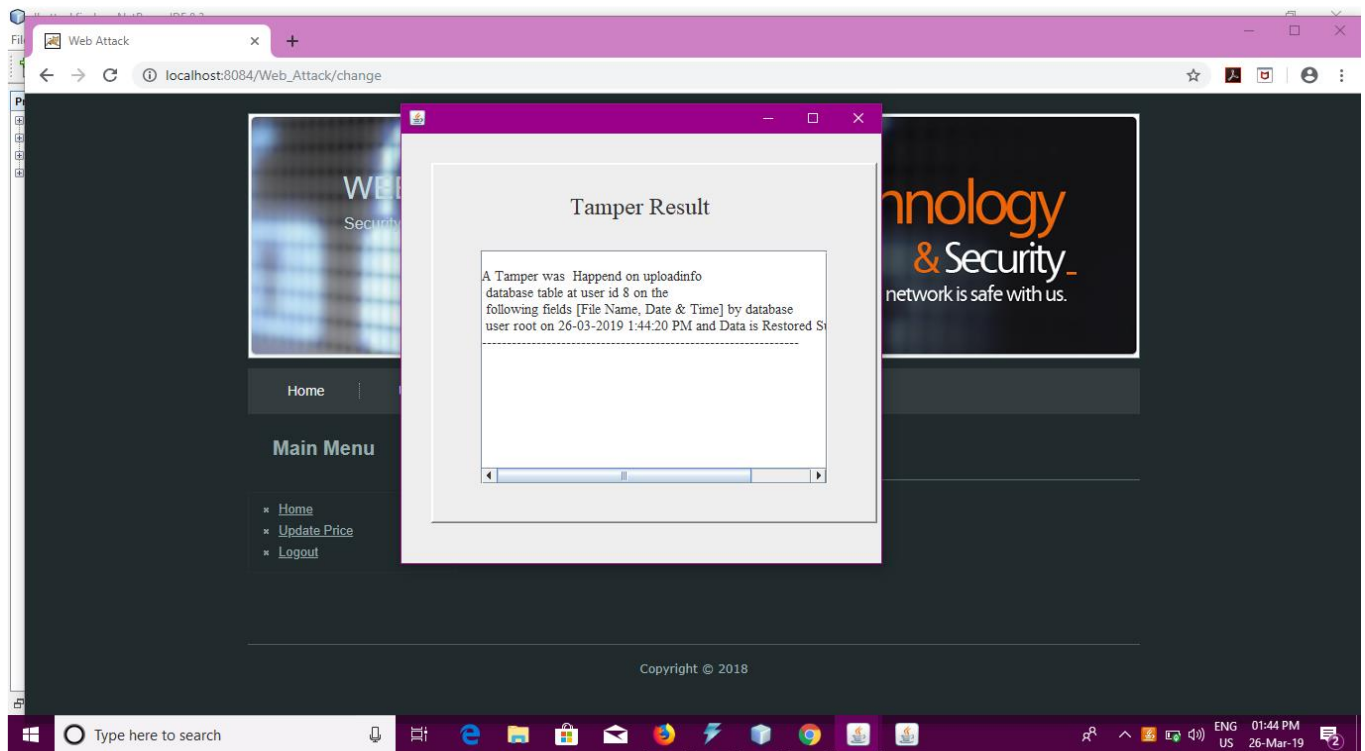 Web Attack
localhost:8084/Web_Attack/change
WE
Security
Tamper Result
A Tamper was Happend on uploadinfo
database table at user id 8 on the
following fields [File Name, Date & Time] by database
user root on 26-03-2019 1:44:20 PM and Data is Restored
------------------------------------------------------------------
nnology
& Security_
network is safe with us.
Home
Main Menu
Home
Update Price
Logout
Copyright © 2018
Type here to search
ENG
US
01:44 PM
26-Mar-19
2